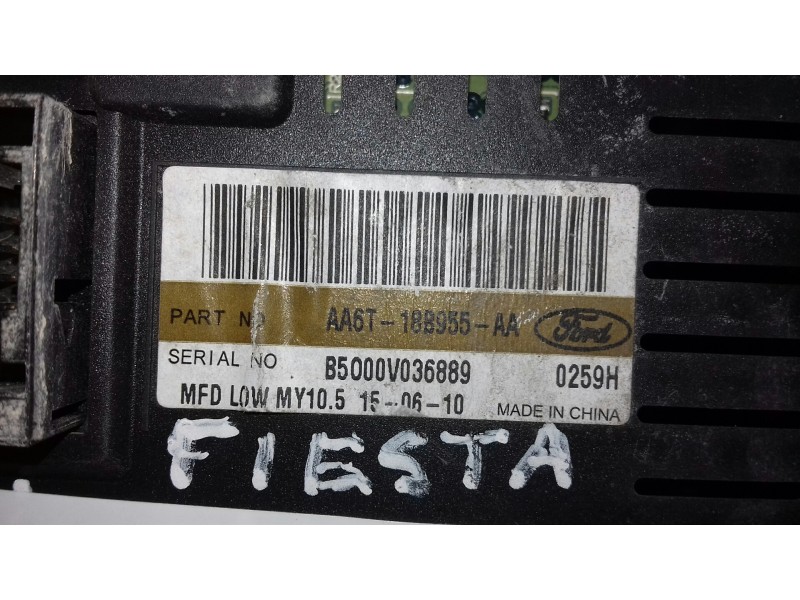 R2
PART NO AA6T-18B955-AA Ford
SERIAL NO B5000V036889 0259H
MFD LOW MY10.5 15-06-10 MADE IN CHINA
FIESTA